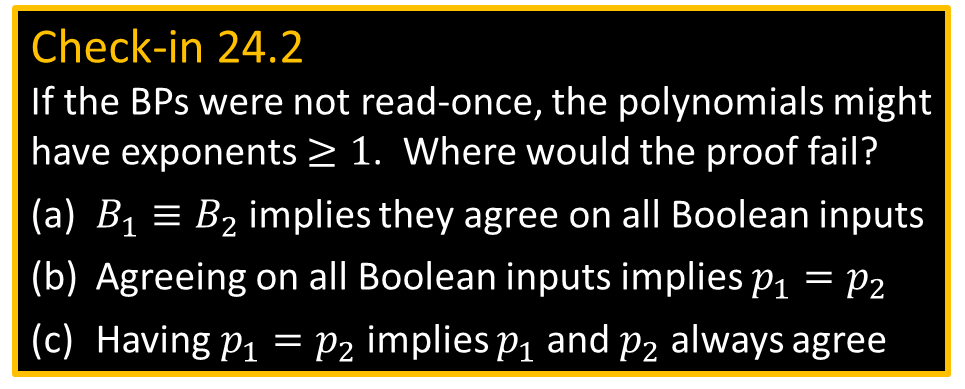 Check-in 24.2
If the BPs were not read-once, the polynomials might
have exponents ≥ 1. Where would the proof fail?
(a) B₁ ≡ B₂ implies they agree on all Boolean inputs
(b) Agreeing on all Boolean inputs implies p₁ = p₂
(c) Having p₁ = p₂ implies p₁ and p₂ always agree